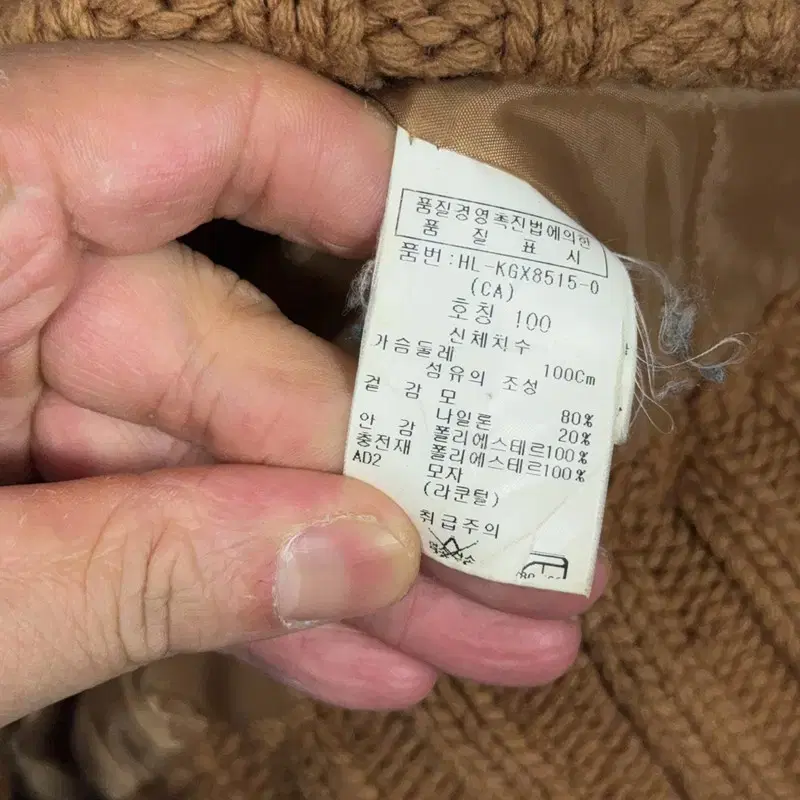 품질경영촉진법에의한
품 질 표 시
품번:HL-KGX8515-0
(CA)
호칭 100
신체치수
가슴둘레 100Cm
섬유의 조성
겉 감 모 80%
나일론 20%
안 감 폴리에스테르100%
충전재 폴리에스테르100%
AD2 모자
(라쿤털)
취급주의